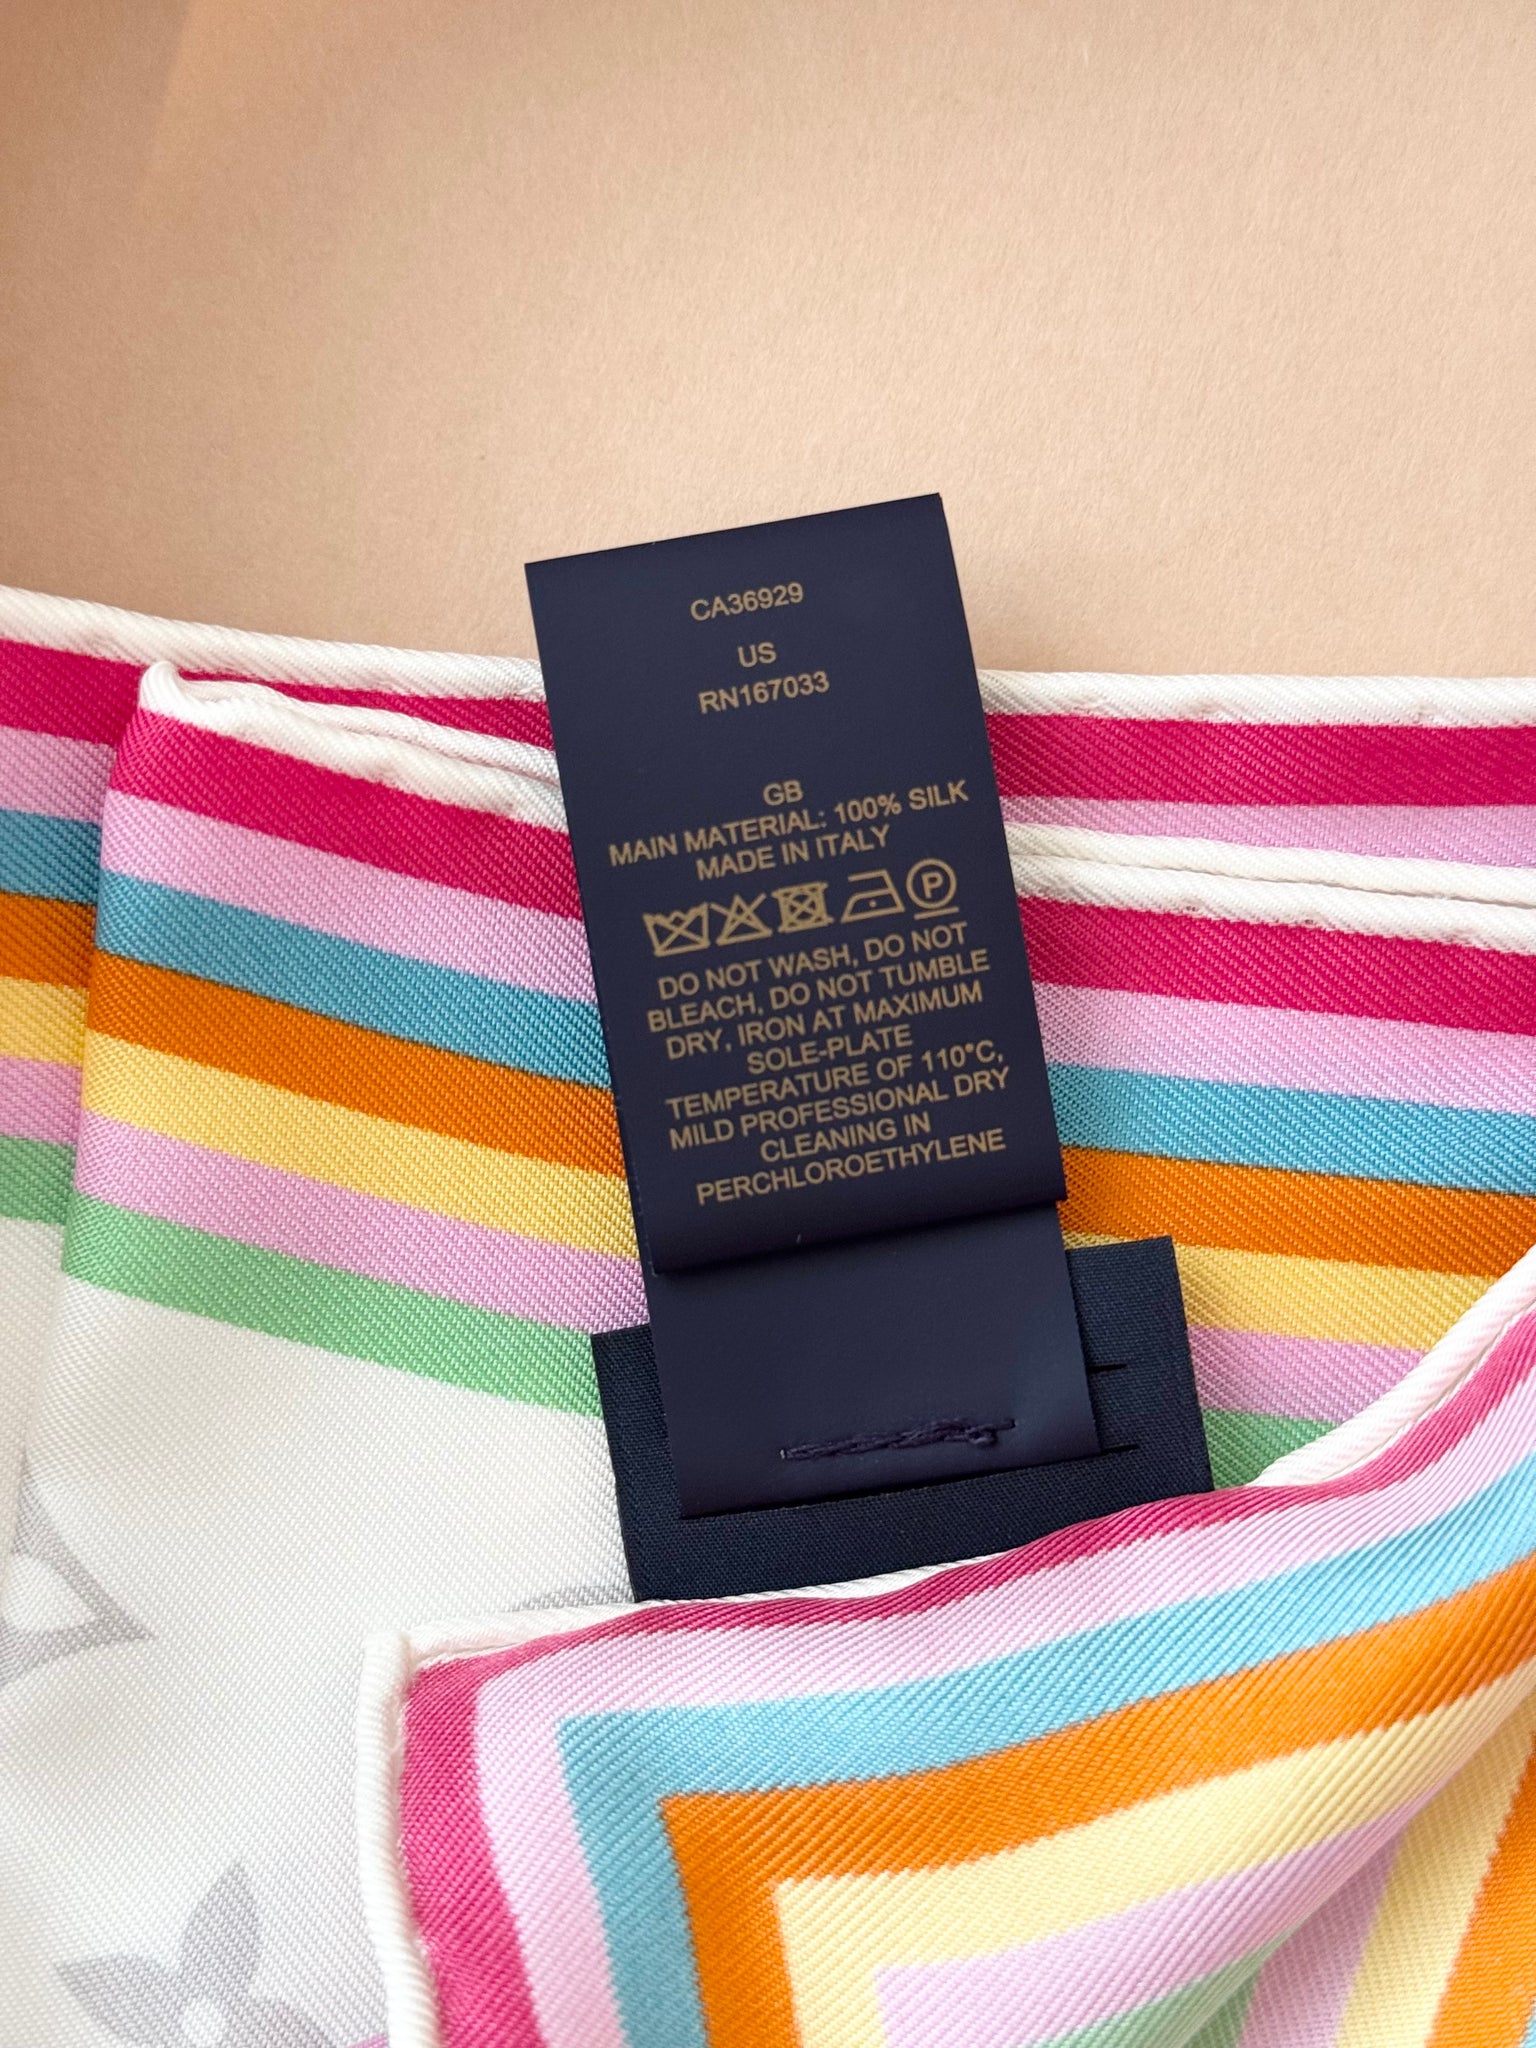 CA36929
US
RN167033
GB
MAIN MATERIAL: 100% SILK
MADE IN ITALY
P
DO NOT WASH, DO NOT
BLEACH, DO NOT TUMBLE
DRY, IRON AT MAXIMUM
SOLE-PLATE
TEMPERATURE OF 110°C,
MILD PROFESSIONAL DRY
CLEANING IN
PERCHLOROETHYLENE